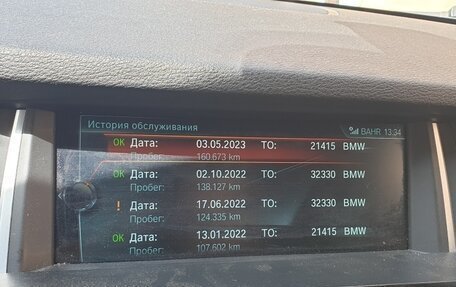 История обслуживания BAHR 13:34
OK Дата: 03.05.2023 ТО: 21415 BMW
Пробег: 160.673 km
OK Дата: 02.10.2022 ТО: 32330 BMW
Пробег: 138.127 km
! Дата: 17.06.2022 ТО: 32330 BMW
Пробег: 124.335 km
OK Дата: 13.01.2022 ТО: 21415 BMW
Пробег: 107.602 km